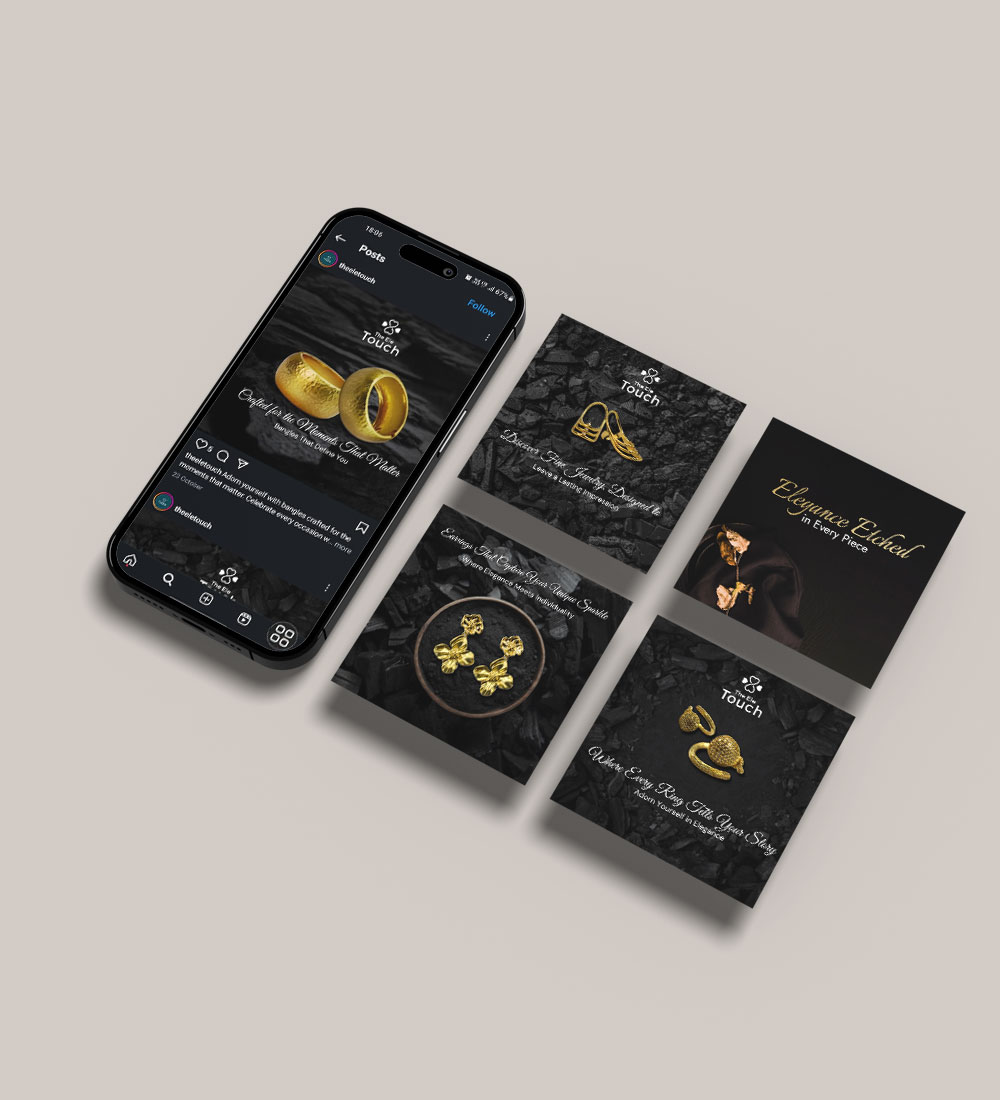 18:05
67%
Posts
theeletouch
Follow
The Ele
Touch
Crafted for the Moments That Matter
Bangles That Define You
5
theeletouch Adorn yourself with bangles crafted for the
moments that matter. Celebrate every occasion w... more
23 October
theeletouch
The Ele
The Ele
Touch
Discover Fine Jewelry, Designed to
Leave a Lasting Impression
Elegance Etched
in Every Piece
Earrings That Capture Your Unique Sparkle
Where Elegance Meets Individuality
The Ele
Touch
Where Every Ring Tells Your Story
Adorn Yourself in Elegance